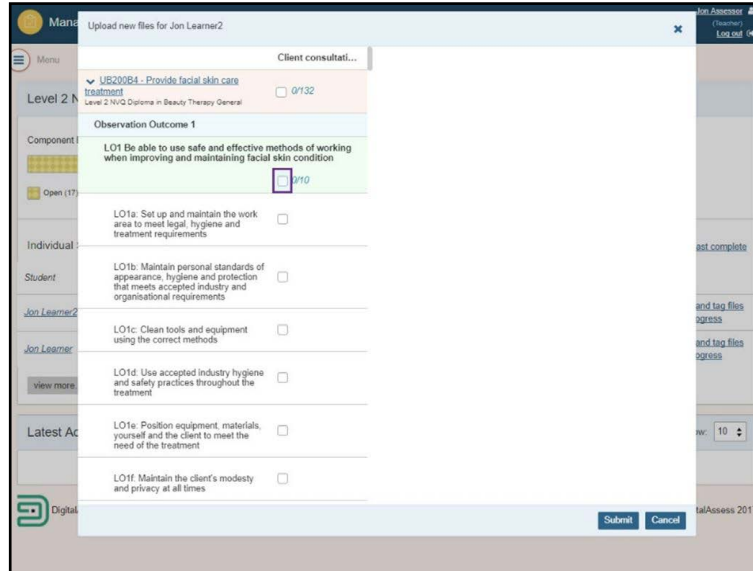 Mana
Jon Assessor
(Teacher)
Log out
Upload new files for Jon Learner2
Menu
Client consultati...
UB200B4 - Provide facial skin care
treatment
0/132
Level 2 NVQ Diploma in Beauty Therapy General
Level 2 N
Observation Outcome 1
Component
LO1 Be able to use safe and effective methods of working
when improving and maintaining facial skin condition
0/10
Open (17)
LO1a: Set up and maintain the work
area to meet legal, hygiene and
treatment requirements
Individual
ast complete
LO1b: Maintain personal standards of
appearance, hygiene and protection
that meets accepted industry and
organisational requirements
Student
Jon Learner2
and tag files
ogress
LO1c: Clean tools and equipment
using the correct methods
Jon Learner
and tag files
ogress
LO1d: Use accepted industry hygiene
and safety practices throughout the
treatment
view more
LO1e: Position equipment, materials,
yourself and the client to meet the
need of the treatment
Latest Ac
ow: 10
LO1f: Maintain the client's modesty
and privacy at all times
Digital
Submit Cancel
talAssess 201